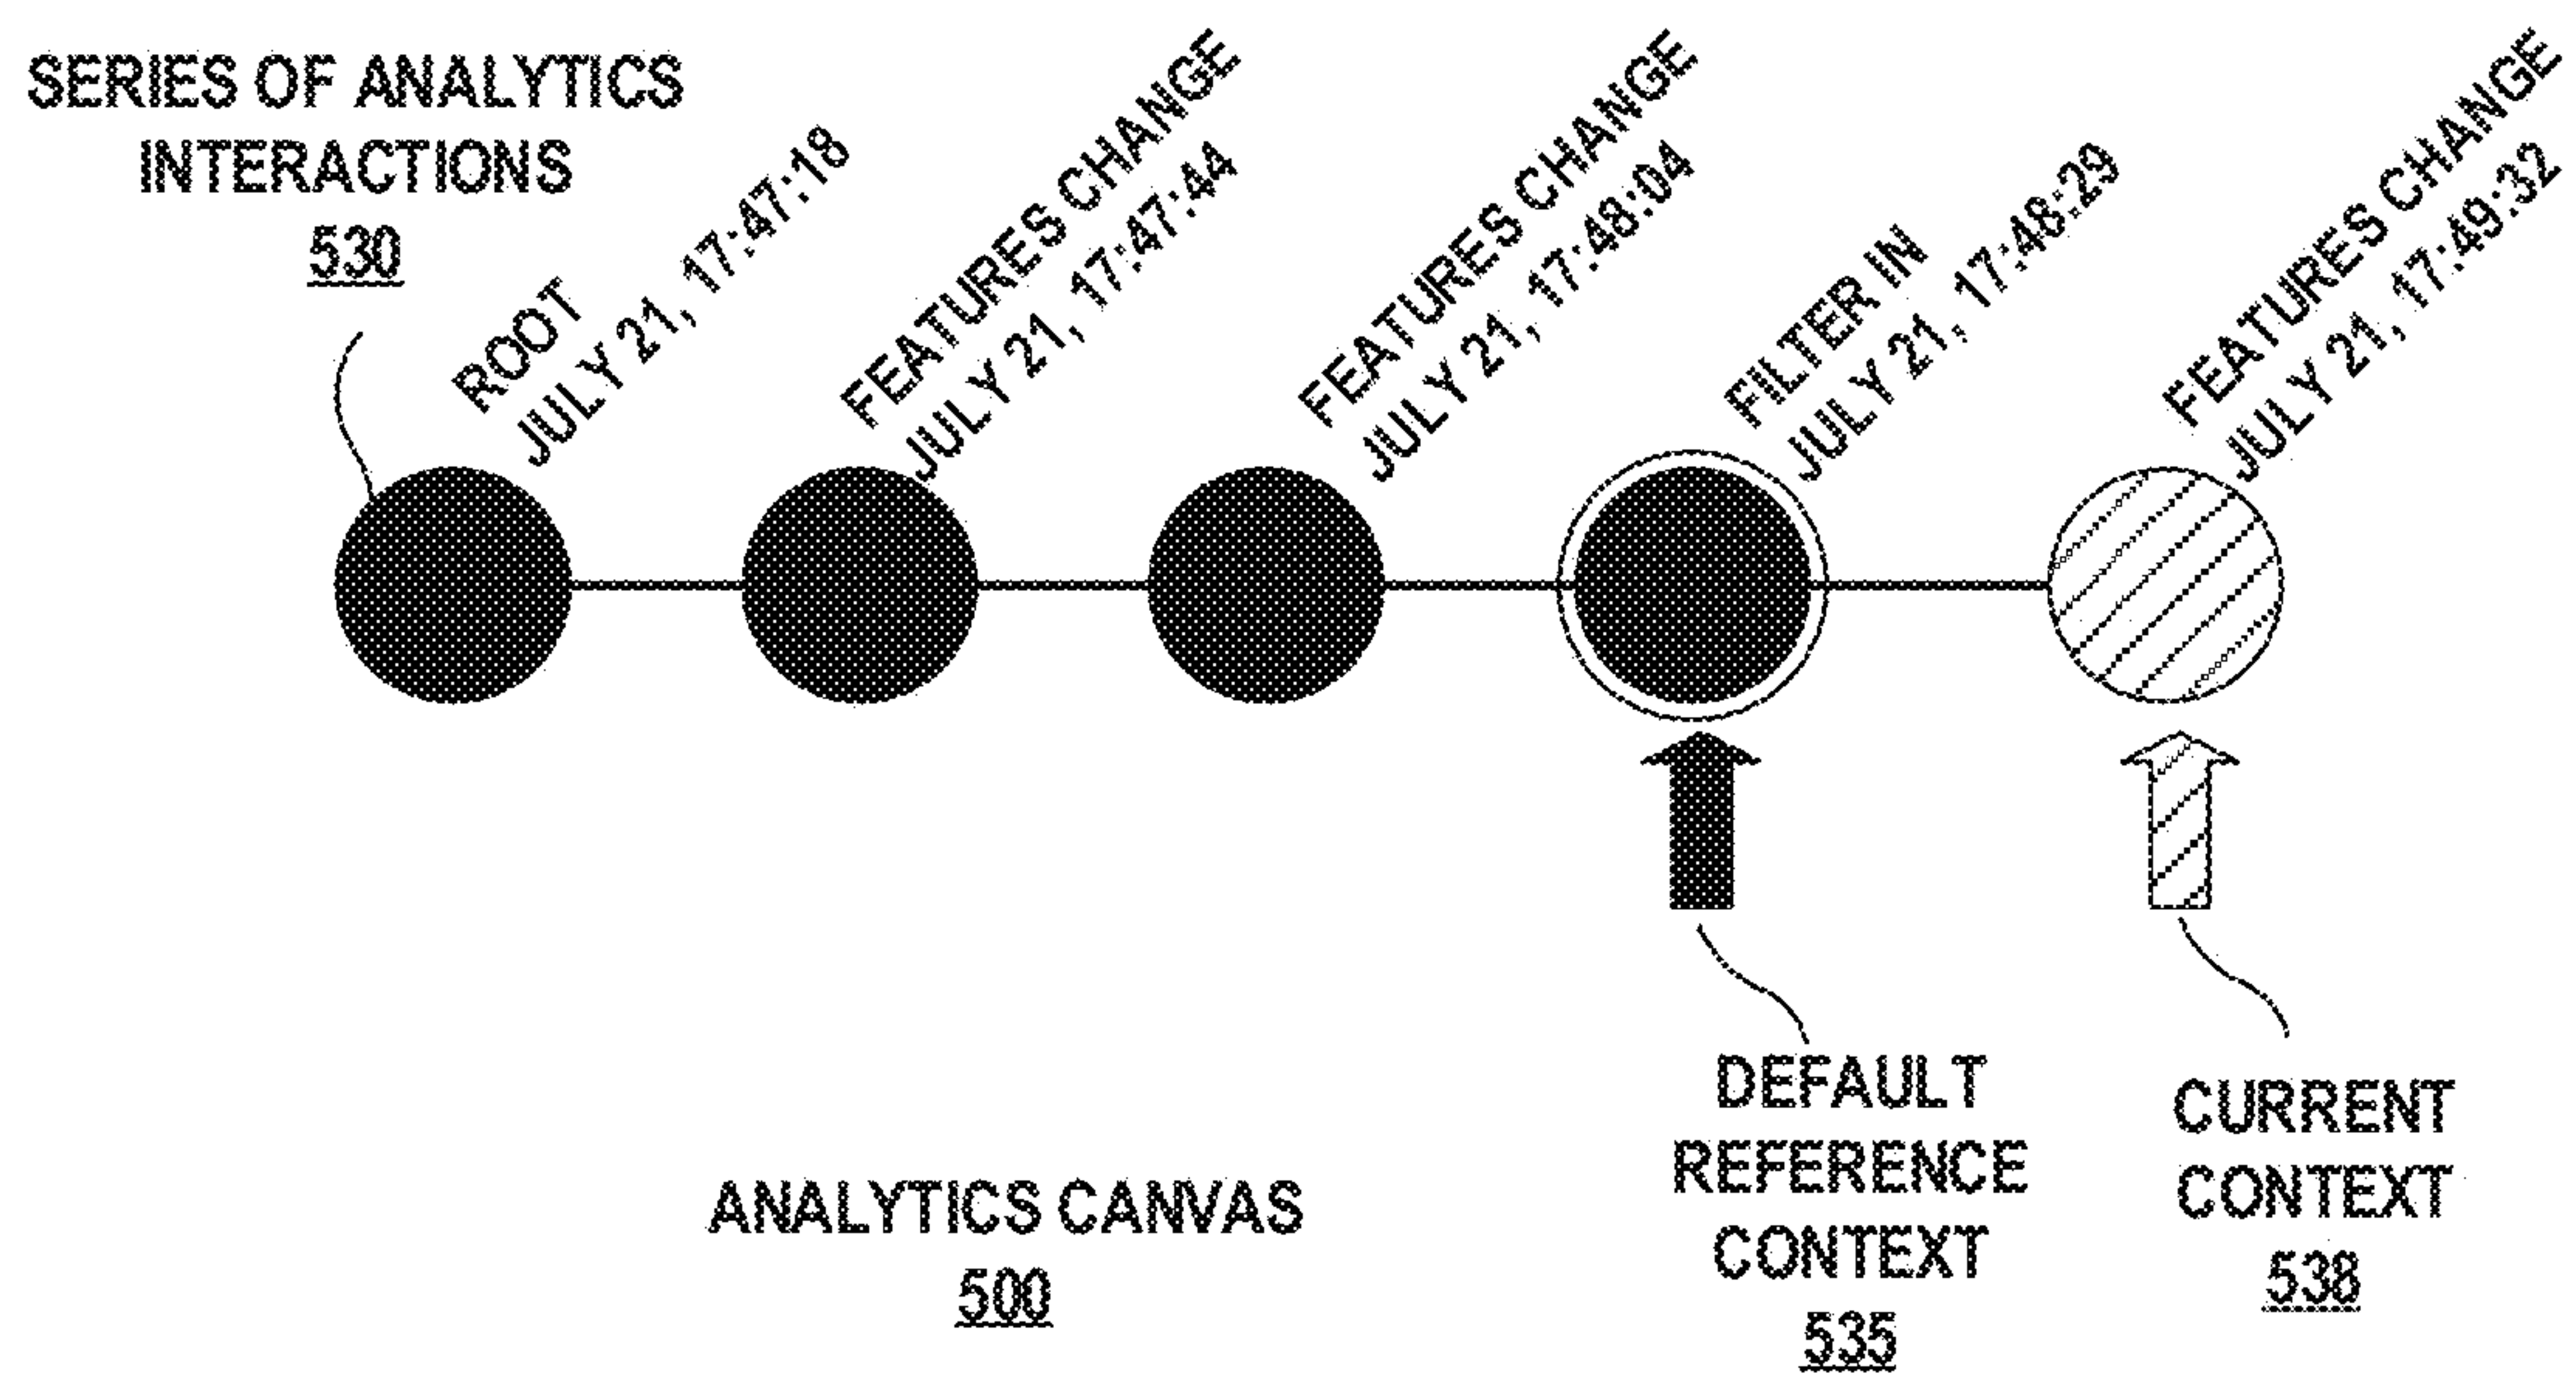 SERIES OF ANALYTICS
INTERACTIONS
530
ROOT
JULY 21, 17:47:18
FEATURES CHANGE
JULY 21, 17:47:44
FEATURES CHANGE
JULY 21, 17:48:04
FILTER IN
JULY 21, 17:48:29
FEATURES CHANGE
JULY 21, 17:49:32
DEFAULT
REFERENCE
CONTEXT
535
CURRENT
CONTEXT
538
ANALYTICS CANVAS
500